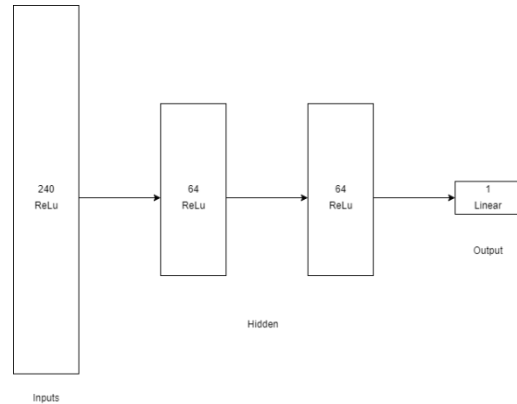 240
ReLu
64
ReLu
64
ReLu
1
Linear
Output
Hidden
Inputs